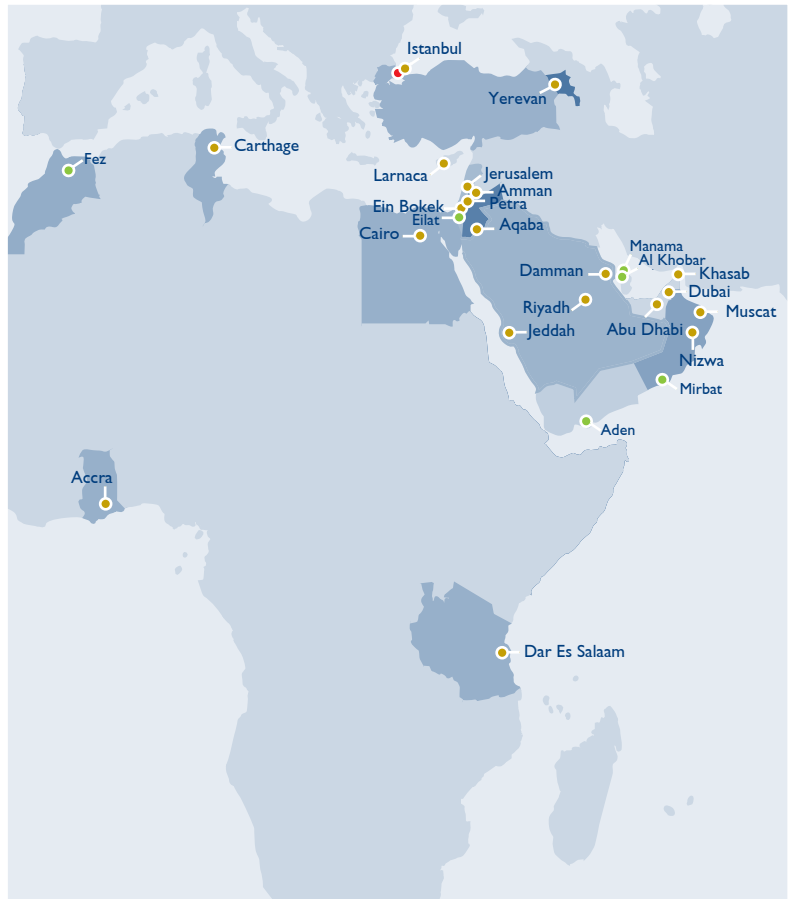 Istanbul
Yerevan
Carthage
Fez
Larnaca
Jerusalem
Amman
Petra
Ein Bokek
Eilat
Aqaba
Cairo
Manama
Al Khobar
Damman
Khasab
Dubai
Riyadh
Muscat
Abu Dhabi
Jeddah
Nizwa
Mirbat
Aden
Accra
Dar Es Salaam